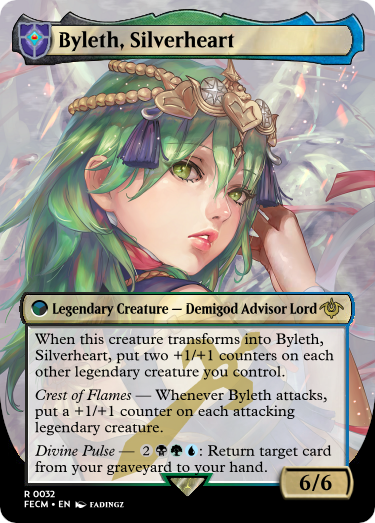 Byleth, Silverheart
Legendary Creature — Demigod Advisor Lord
When this creature transforms into Byleth,
Silverheart, put two +1/+1 counters on each
other legendary creature you control.
Crest of Flames — Whenever Byleth attacks,
put a +1/+1 counter on each attacking
legendary creature.
Divine Pulse — 2: Return target card
from your graveyard to your hand.
6/6
R 0032
FECM • EN FADINGZ